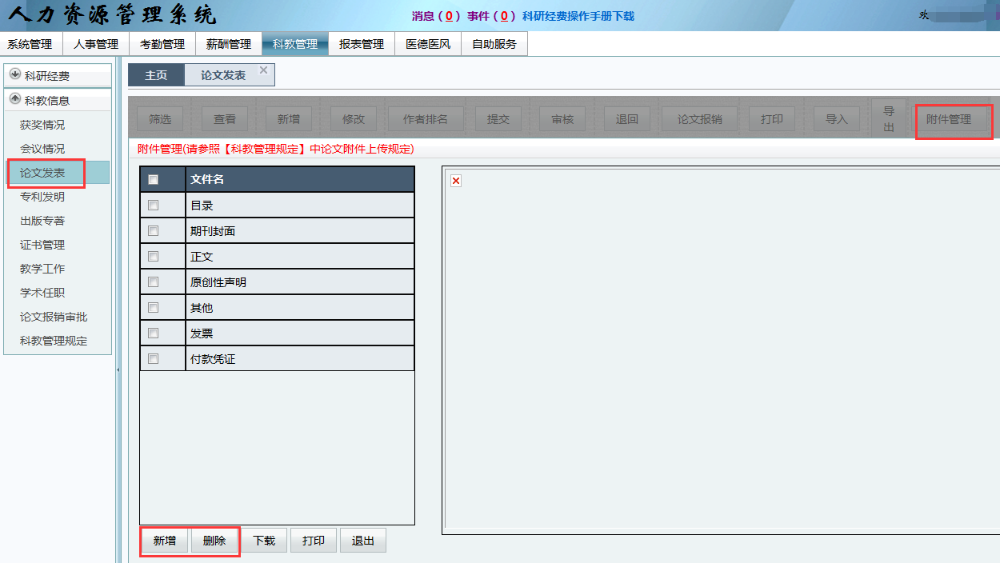 人力资源管理系统
消息（0）事件（0）科研经费操作手册下载
欢
系统管理 人事管理 考勤管理 薪酬管理 科教管理 报表管理 医德医风 自助服务
科研经费
科教信息
获奖情况
会议情况
论文发表
专利发明
出版专著
证书管理
教学工作
学术任职
论文报销审批
科教管理规定
主页 论文发表
筛选 查看 新增 修改 作者排名 提交 审核 退回 论文报销 打印 导入 导出 附件管理
附件管理(请参照【科教管理规定】中论文附件上传规定)
文件名
目录
期刊封面
正文
原创性声明
其他
发票
付款凭证
新增 删除 下载 打印 退出